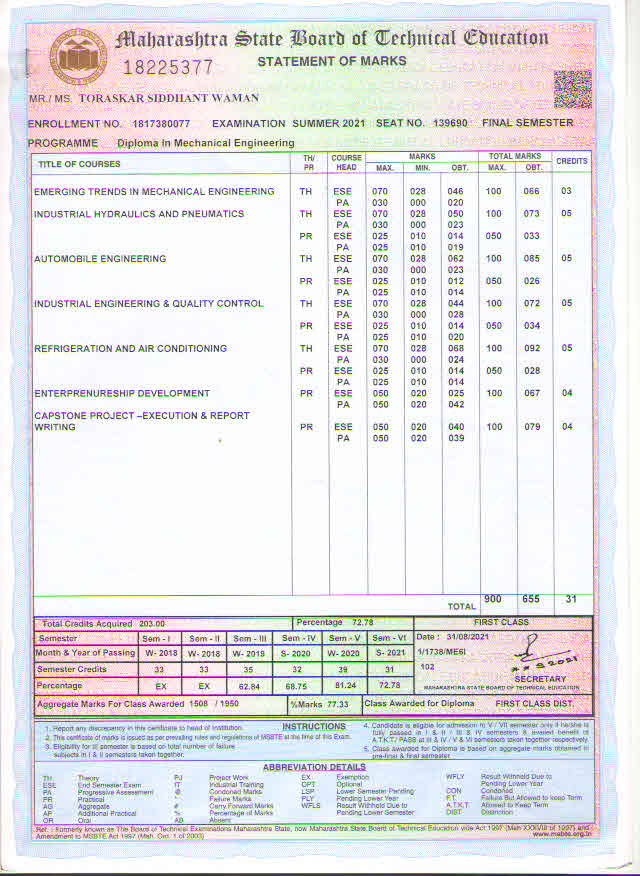 Maharashtra State Board of Technical Education
18225377
STATEMENT OF MARKS
MR./ MS. TORASKAR SIDDHANT WAMAN
ENROLLMENT NO. 1817380077 EXAMINATION SUMMER 2021 SEAT NO. 139690 FINAL SEMESTER
PROGRAMME Diploma In Mechanical Engineering
TITLE OF COURSES TH/ PR COURSE HEAD MARKS MAX. MIN. OBT. TOTAL MARKS MAX. OBT. CREDITS
EMERGING TRENDS IN MECHANICAL ENGINEERING TH ESE 070 028 046 100 066 03
PA 030 000 020
INDUSTRIAL HYDRAULICS AND PNEUMATICS TH ESE 070 028 050 100 073 05
PA 030 000 023
PR ESE 025 010 014 050 033
PA 025 010 019
AUTOMOBILE ENGINEERING TH ESE 070 028 062 100 085 05
PA 030 000 023
PR ESE 025 010 012 050 026
PA 025 010 014
INDUSTRIAL ENGINEERING & QUALITY CONTROL TH ESE 070 028 044 100 072 05
PA 030 000 028
PR ESE 025 010 014 050 034
PA 025 010 020
REFRIGERATION AND AIR CONDITIONING TH ESE 070 028 068 100 092 05
PA 030 000 024
PR ESE 025 010 014 050 028
PA 025 010 014
ENTERPRENURESHIP DEVELOPMENT PR ESE 050 020 025 100 067 04
PA 050 020 042
CAPSTONE PROJECT –EXECUTION & REPORT
WRITING PR ESE 050 020 040 100 079 04
PA 050 020 039
TOTAL 900 655 31
Total Credits Acquired 203.00 Percentage 72.78 FIRST CLASS
Semester Sem - I Sem - II Sem - III Sem - IV Sem - V Sem - VI Date : 31/08/2021
Month & Year of Passing W- 2018 W- 2018 W- 2019 S- 2020 W- 2020 S- 2021 1/1738/ME6I
Semester Credits 33 33 35 32 39 31 102
Percentage EX EX 62.84 68.75 81.24 72.78 SECRETARY
MAHARASHTRA STATE BOARD OF TECHNICAL EDUCATION
Aggregate Marks For Class Awarded 1508 / 1950 %Marks 77.33 Class Awarded for Diploma FIRST CLASS DIST.
INSTRUCTIONS
1. Report any discrepancy in this certificate to head of Institution.
2. This certificate of marks is issued as per prevailing rules and regulations of MSBTE at the time of this Exam.
3. Eligibility for III semester is based on total number of failure
subjects in I & II semesters taken together.
4. Candidate is eligible for admission to V / VII semester only if he/she is
fully passed in I & II / III & IV semesters & availed benefit of
A.T.K.T./ PASS at III & IV / V & VI semesters taken together respectively.
5. Class awarded for Diploma is based on aggregate marks obtained in
pre-final & final semester.
ABBREVIATION DETAILS
TH Theory PJ Project Work EX Exemption WFLY Result Withheld Due to
ESE End Semester Exam IT Industrial Training OPT Optional Pending Lower Year
PA Progressive Assessment @ Condoned Marks LSP Lower Semester Pending CON Condoned
PR Practical * Failure Marks PLY Pending Lower Year F.T. Failure But Allowed to keep Term
AG Aggregate # Carry Forward Marks WFLS Result Withheld Due to A.T.K.T. Allowed to Keep Term
AP Additional Practical % Percentage of Marks Pending Lower Semester DIST Distinction
OR Oral AB Absent
Ref. : Formerly known as The Board of Technical Examinations Maharashtra State, now Maharashtra State Board of Technical Education vide Act 1997 (Mah XXXVIII of 1997) and
Amendment to MSBTE Act 1997 (Mah. Ord. 1 of 2003) www.msbte.org.in